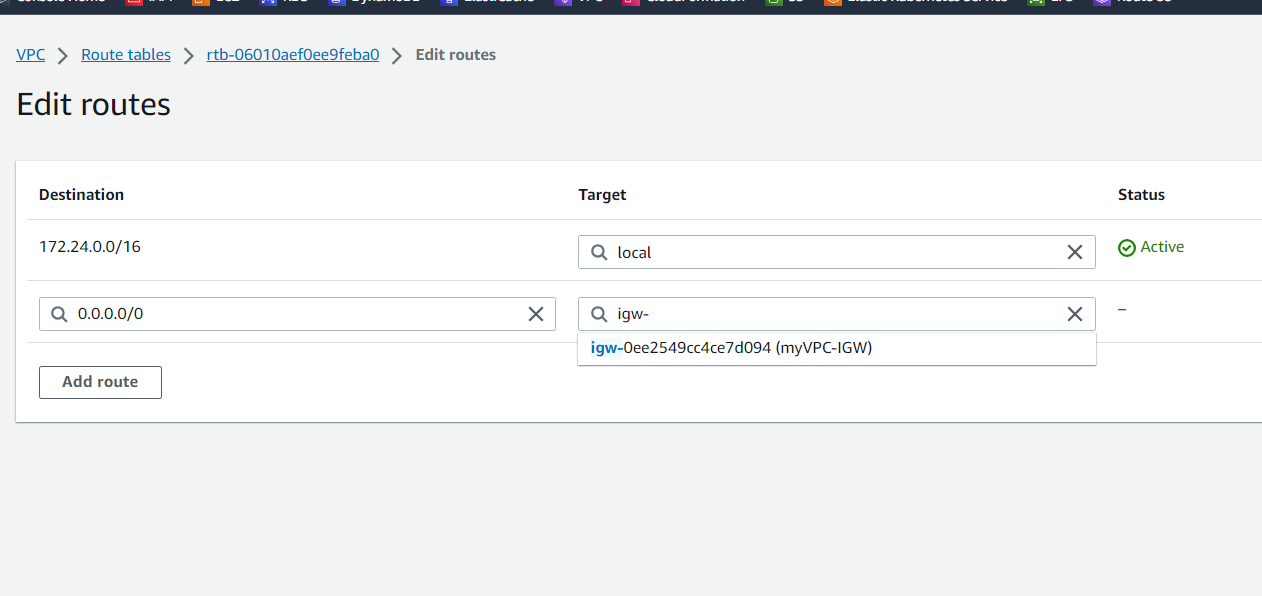 VPC > Route tables > rtb-06010aef0ee9feba0 > Edit routes
Edit routes
Destination Target Status
172.24.0.0/16 local Active
0.0.0.0/0 igw- –
igw-0ee2549cc4ce7d094 (myVPC-IGW)
Add route